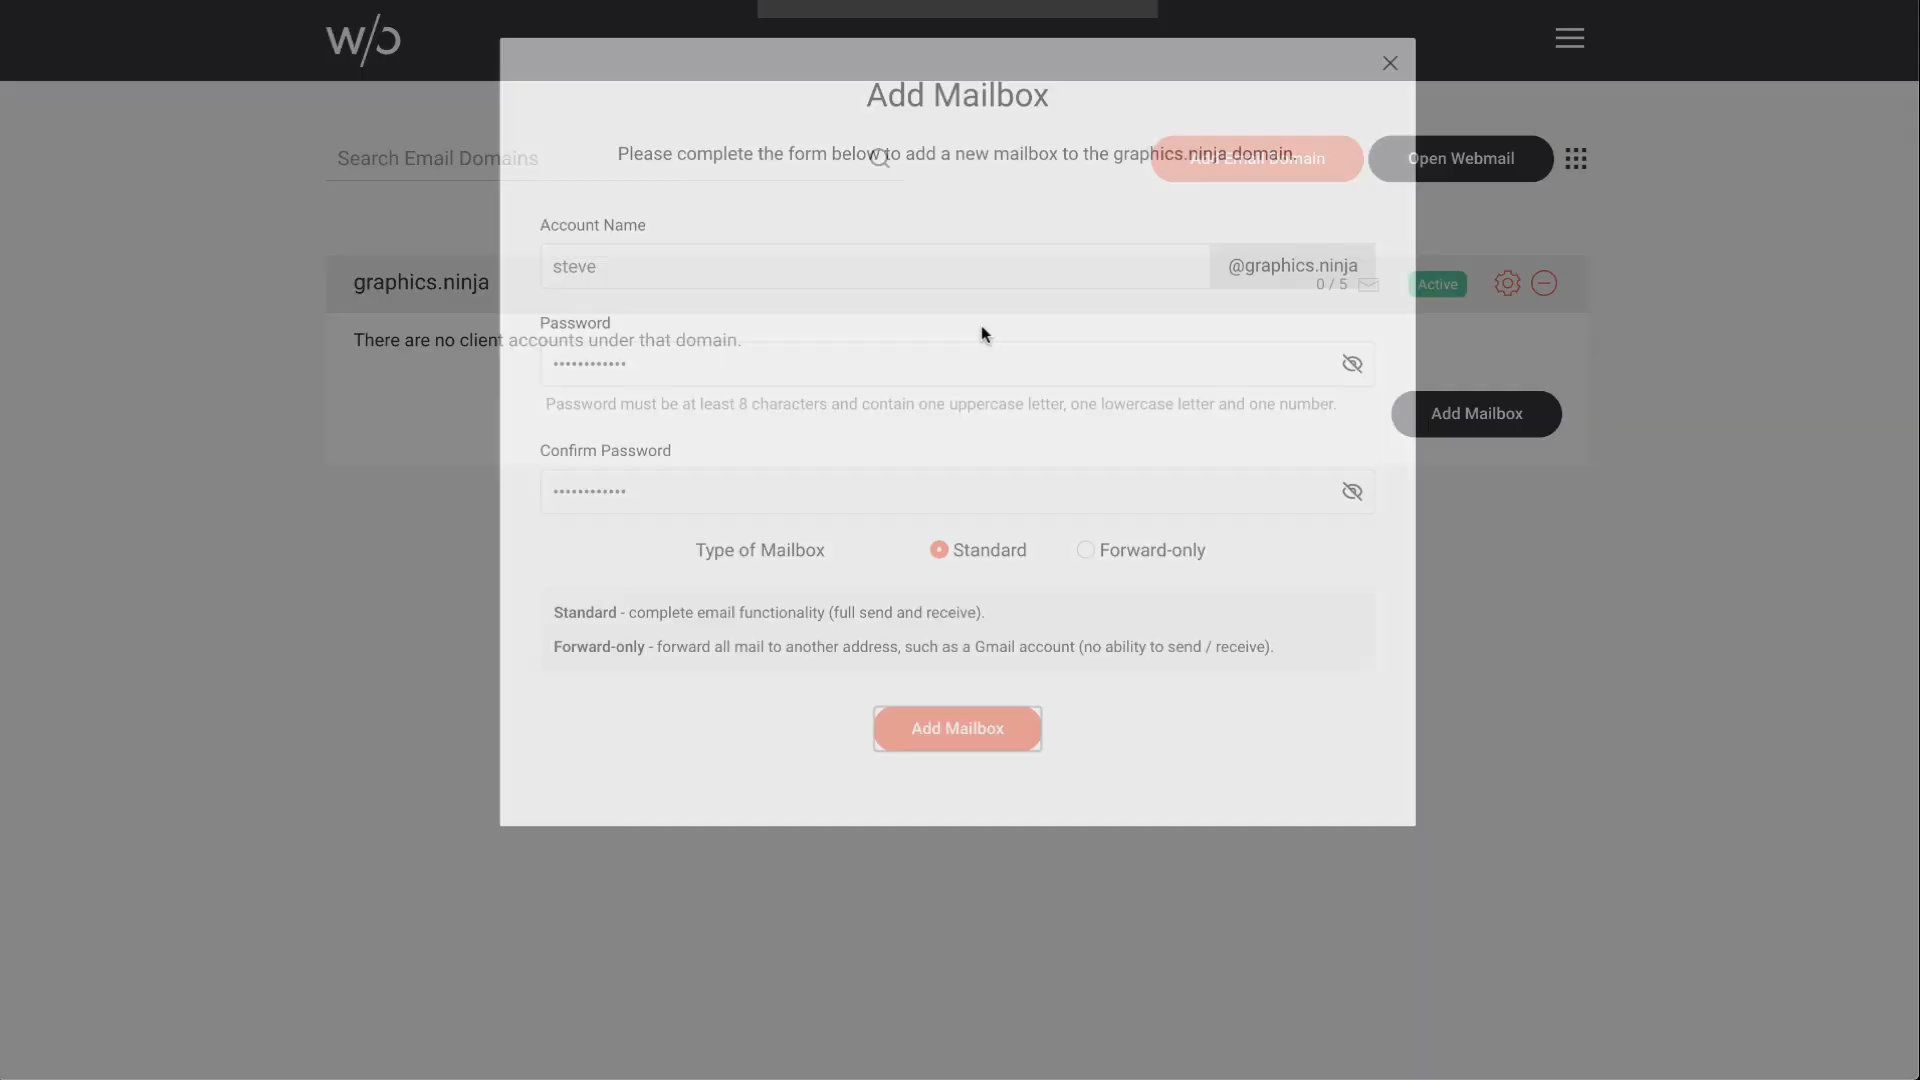 W/C
Add Mailbox
Please complete the form below to add a new mailbox to the graphics.ninja domain.
Search Email Domains
Add Email Domain
Open Webmail
Account Name
steve
@graphics.ninja
graphics.ninja
0 / 5
Active
Password
There are no client accounts under that domain.
••••••••••••
Password must be at least 8 characters and contain one uppercase letter, one lowercase letter and one number.
Add Mailbox
Confirm Password
••••••••••••
Type of Mailbox
Standard
Forward-only
Standard - complete email functionality (full send and receive).
Forward-only - forward all mail to another address, such as a Gmail account (no ability to send / receive).
Add Mailbox